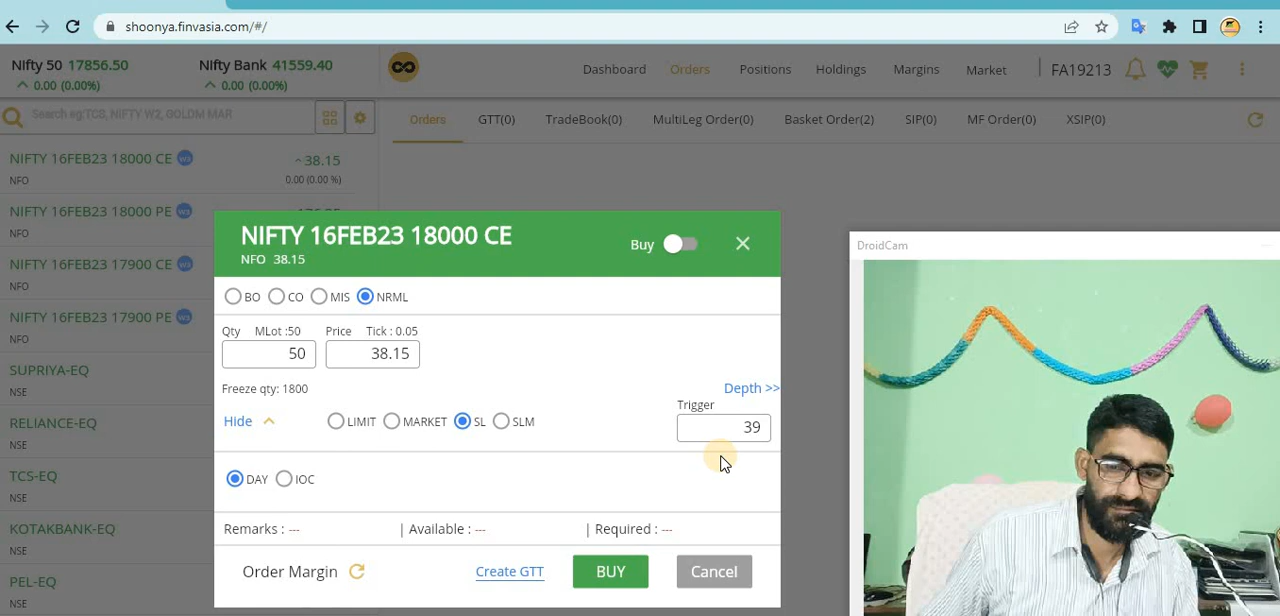 shoonya.finvasia.com/#/
Nifty 50 17856.50
0.00 (0.00%)
Nifty Bank 41559.40
0.00 (0.00%)
Dashboard Orders Positions Holdings Margins Market FA19213
Search eg:TCS, NIFTY W2, GOLDM MAR
Orders GTT(0) TradeBook(0) MultiLeg Order(0) Basket Order(2) SIP(0) MF Order(0) XSIP(0)
NIFTY 16FEB23 18000 CE W3 38.15
NFO 0.00 (0.00 %)
NIFTY 16FEB23 18000 PE W3
NFO
NIFTY 16FEB23 17900 CE W3
NFO
NIFTY 16FEB23 17900 PE W3
NFO
SUPRIYA-EQ
NSE
RELIANCE-EQ
NSE
TCS-EQ
NSE
KOTAKBANK-EQ
NSE
PEL-EQ
NSE
NIFTY 16FEB23 18000 CE
NFO 38.15
Buy
BO CO MIS NRML
Qty MLot :50 Price Tick : 0.05
50 38.15
Freeze qty: 1800
Depth >>
Trigger
Hide LIMIT MARKET SL SLM 39
DAY IOC
Remarks : --- | Available : --- | Required : ---
Order Margin Create GTT BUY Cancel
DroidCam